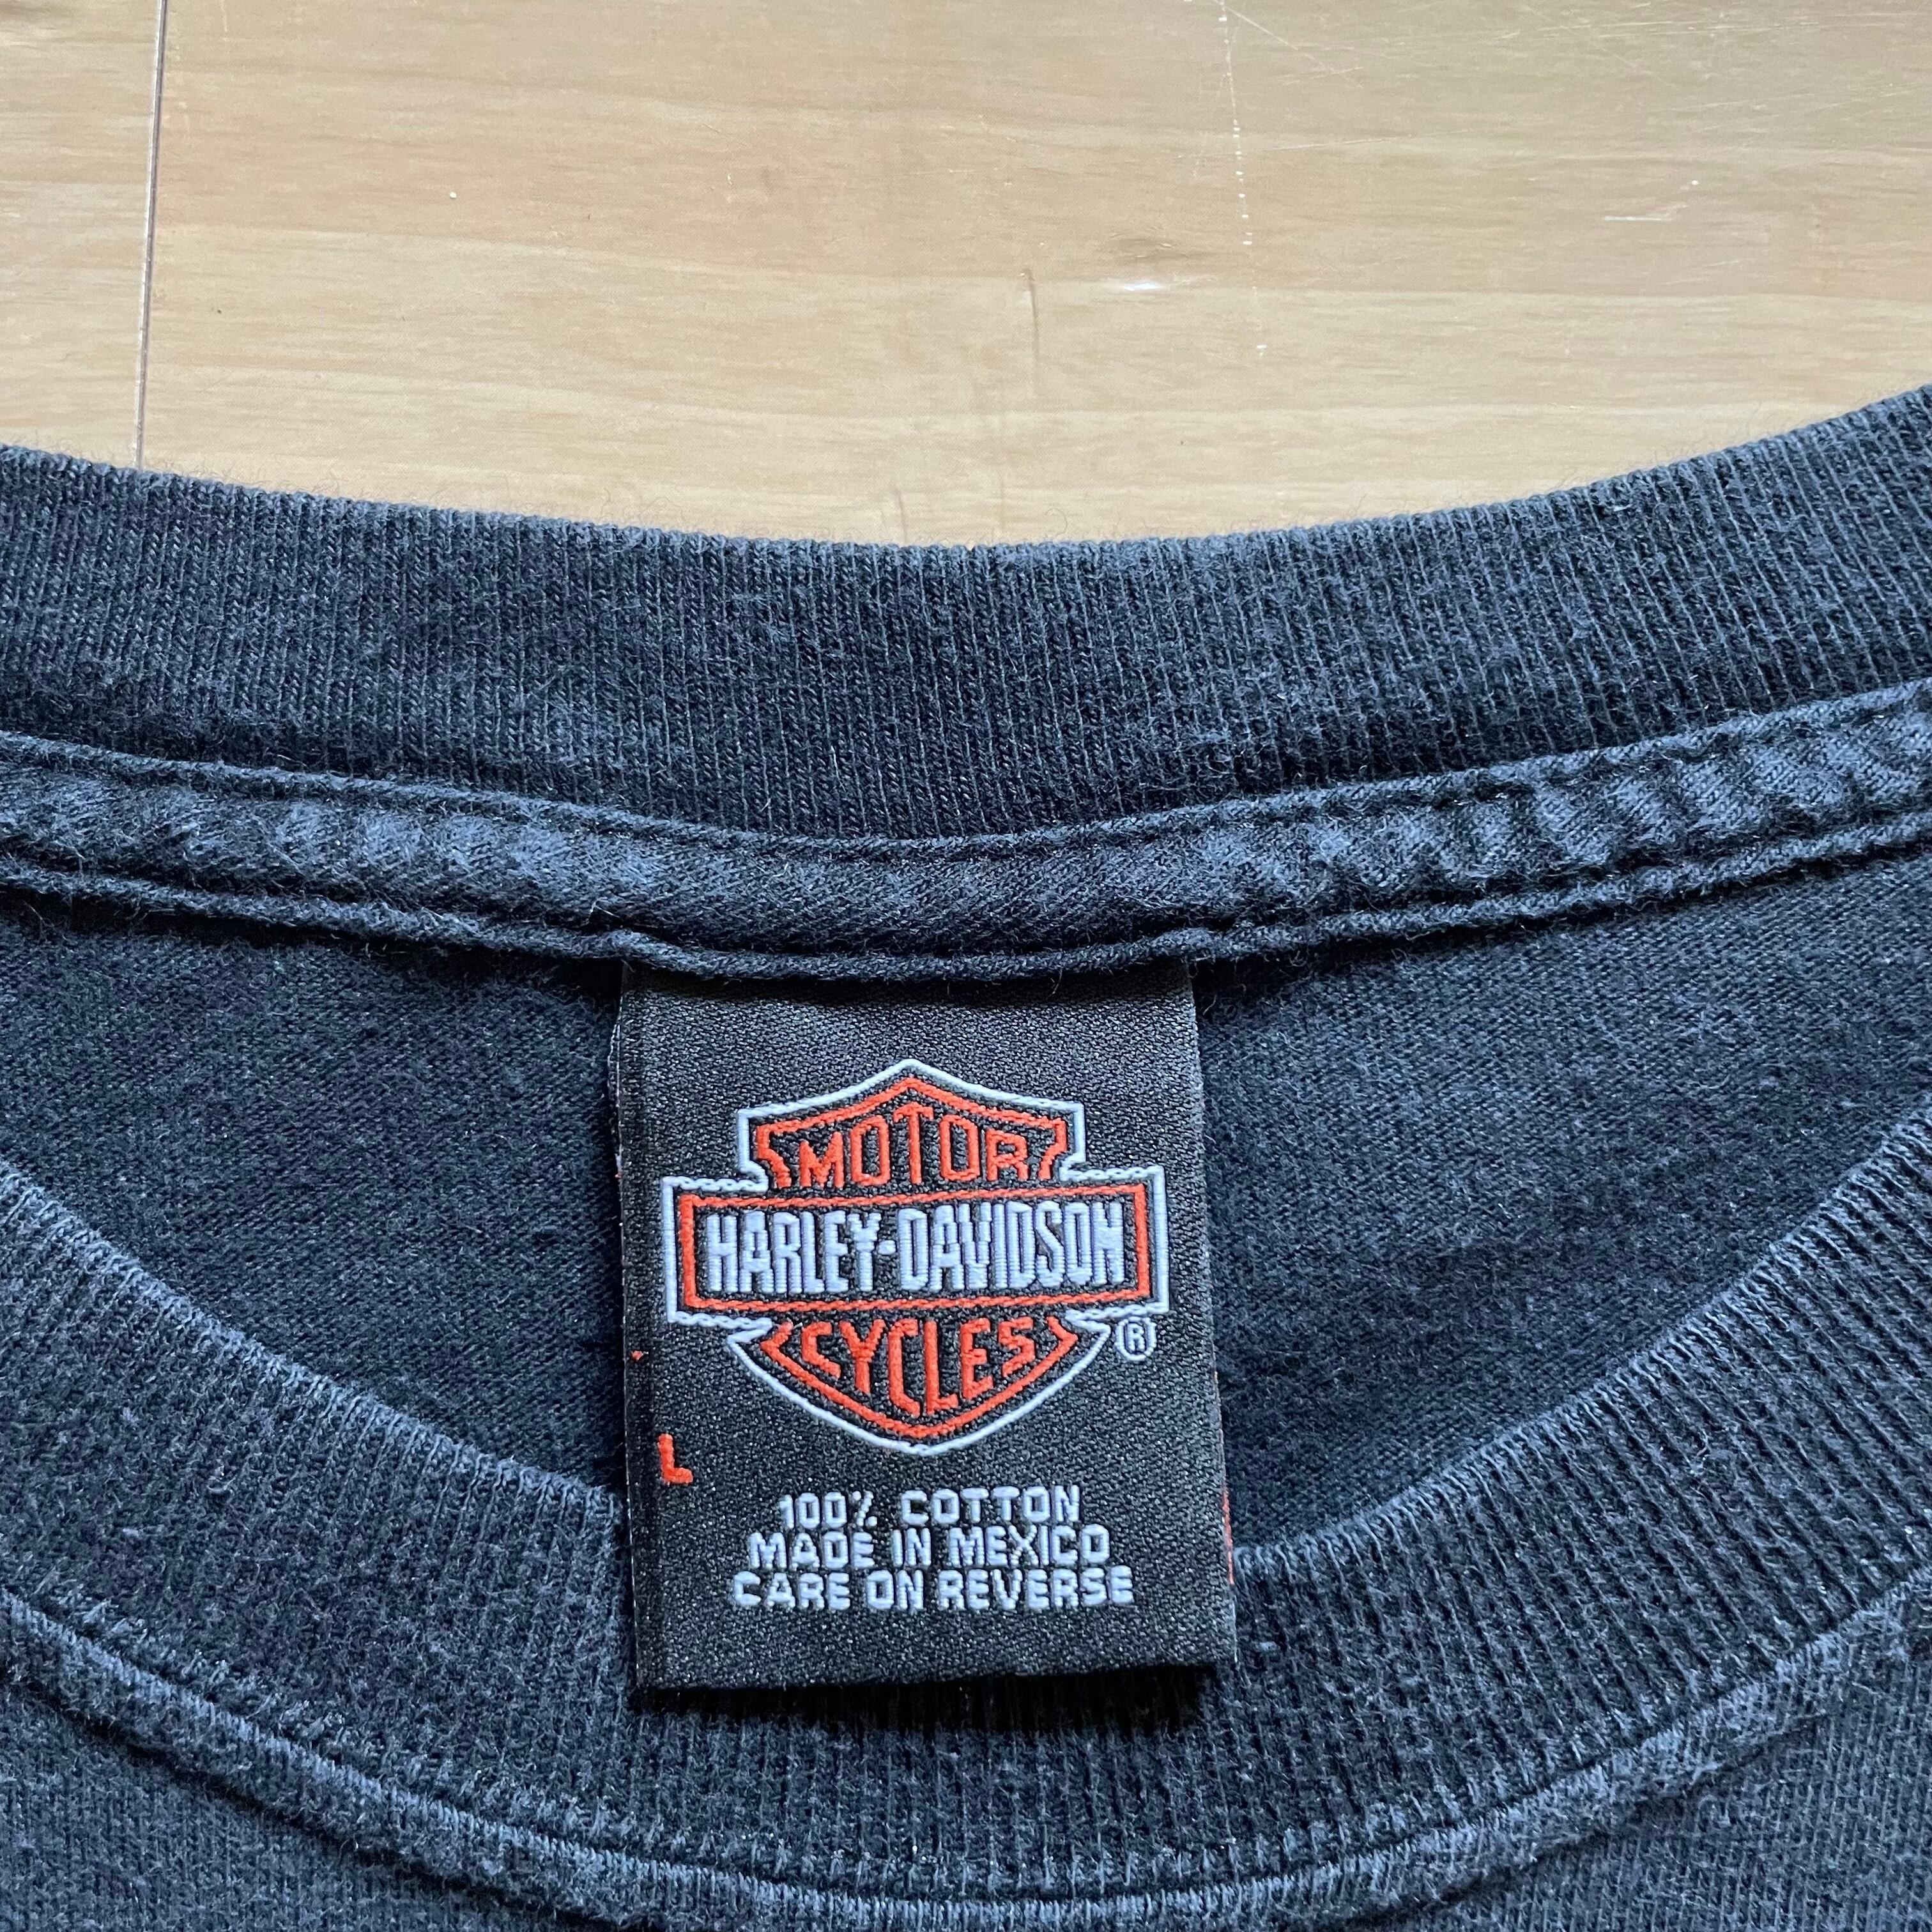 MOTOR
HARLEY-DAVIDSON
CYCLES
®
L
100% COTTON
MADE IN MEXICO
CARE ON REVERSE